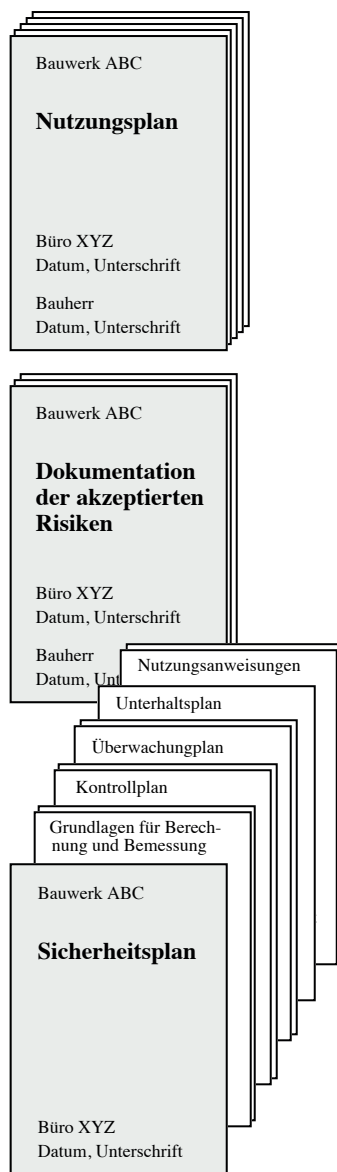 Bauwerk ABC
Nutzungsplan
Büro XYZ
Datum, Unterschrift
Bauherr
Datum, Unterschrift
Bauwerk ABC
Dokumentation
der akzeptierten
Risiken
Büro XYZ
Datum, Unterschrift
Bauherr
Datum, Unt
Nutzungsanweisungen
Unterhaltsplan
Überwachungplan
Kontrollplan
Grundlagen für Berech-
nung und Bemessung
Bauwerk ABC
Sicherheitsplan
Büro XYZ
Datum, Unterschrift